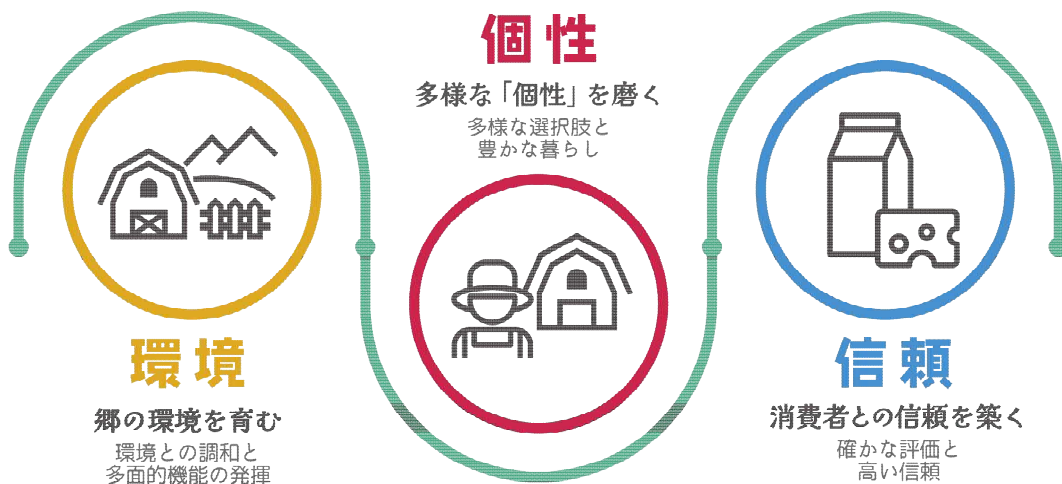 環境
郷の環境を育む
環境との調和と
多面的機能の発揮
個性
多様な「個性」を磨く
多様な選択肢と
豊かな暮らし
信頼
消費者との信頼を築く
確かな評価と
高い信頼